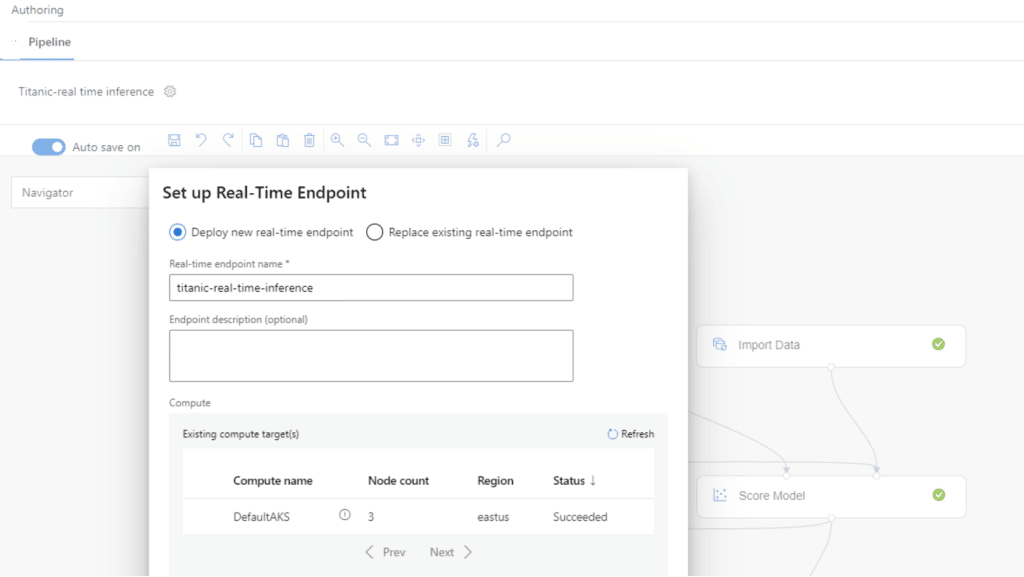 Authoring
Pipeline
Titanic-real time inference
Auto save on
Navigator
Set up Real-Time Endpoint
Deploy new real-time endpoint Replace existing real-time endpoint
Real-time endpoint name *
titanic-real-time-inference
Endpoint description (optional)
Import Data
Compute
Existing compute target(s) Refresh
Compute name Node count Region Status ↓
Score Model
DefaultAKS 3 eastus Succeeded
Prev Next